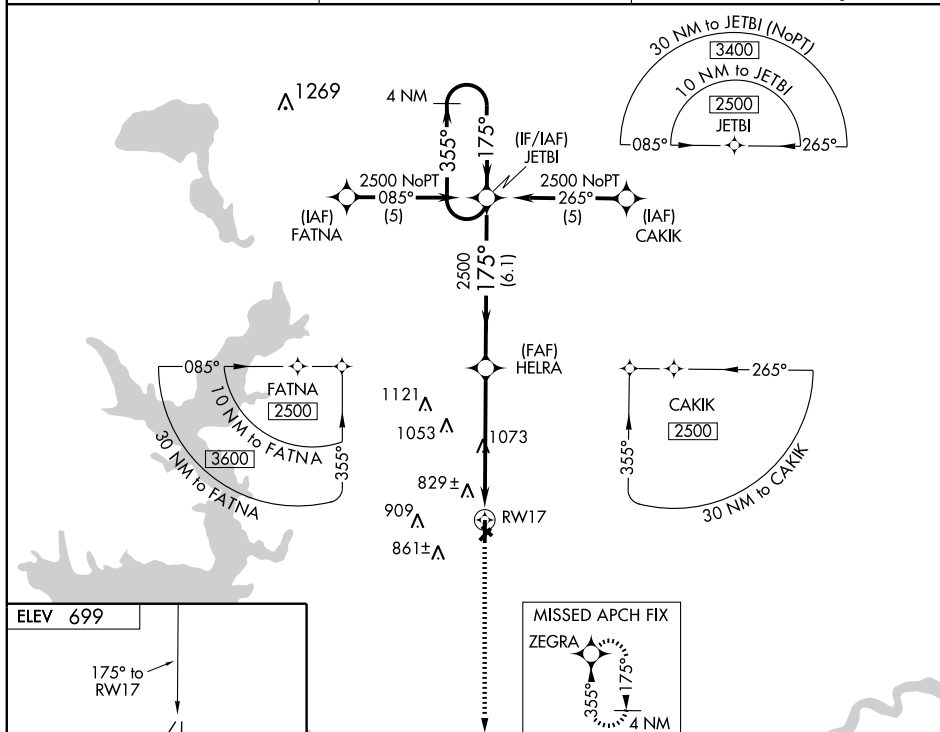 30 NM to JETBI (NoPT)
3400
10 NM to JETBI
2500
JETBI
085°
265°
1269
4 NM
355°
175°
(IF/IAF)
JETBI
2500 NoPT
085°
(5)
(IAF)
FATNA
2500 NoPT
265°
(5)
(IAF)
CAKIK
2500
175°
(6.1)
(FAF)
HELRA
085°
FATNA
2500
10 NM to FATNA
3600
30 NM to FATNA
355°
265°
CAKIK
2500
355°
30 NM to CAKIK
1121
1053
1073
829±
909
RW17
861±
ELEV 699
175° to
RW17
MISSED APCH FIX
ZEGRA
355°
175°
4 NM